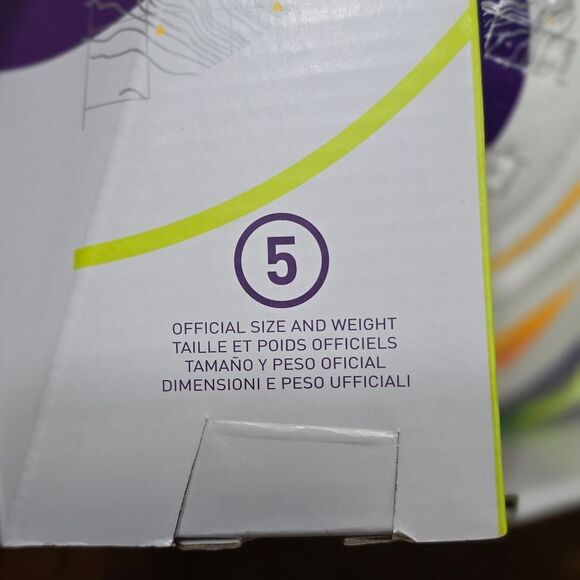 5
OFFICIAL SIZE AND WEIGHT
TAILLE ET POIDS OFFICIELS
TAMAÑO Y PESO OFICIAL
DIMENSIONI E PESO UFFICIALI